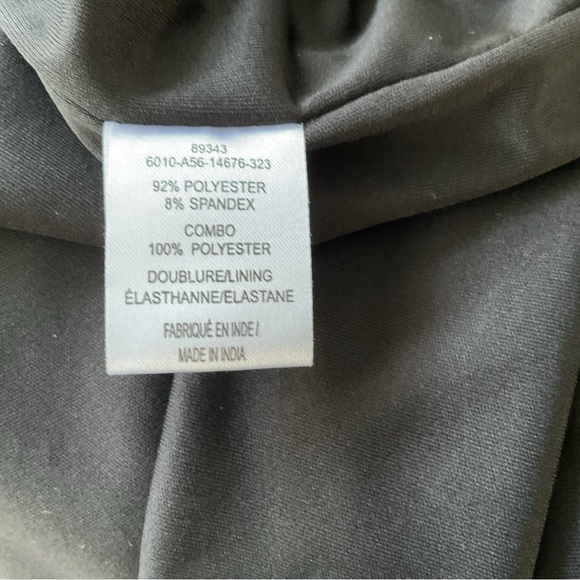 89343
6010-A56-14676-323
92% POLYESTER
8% SPANDEX
COMBO
100% POLYESTER
DOUBLURE/LINING
ÉLASTHANNE/ELASTANE
FABRIQUÉ EN INDE /
MADE IN INDIA